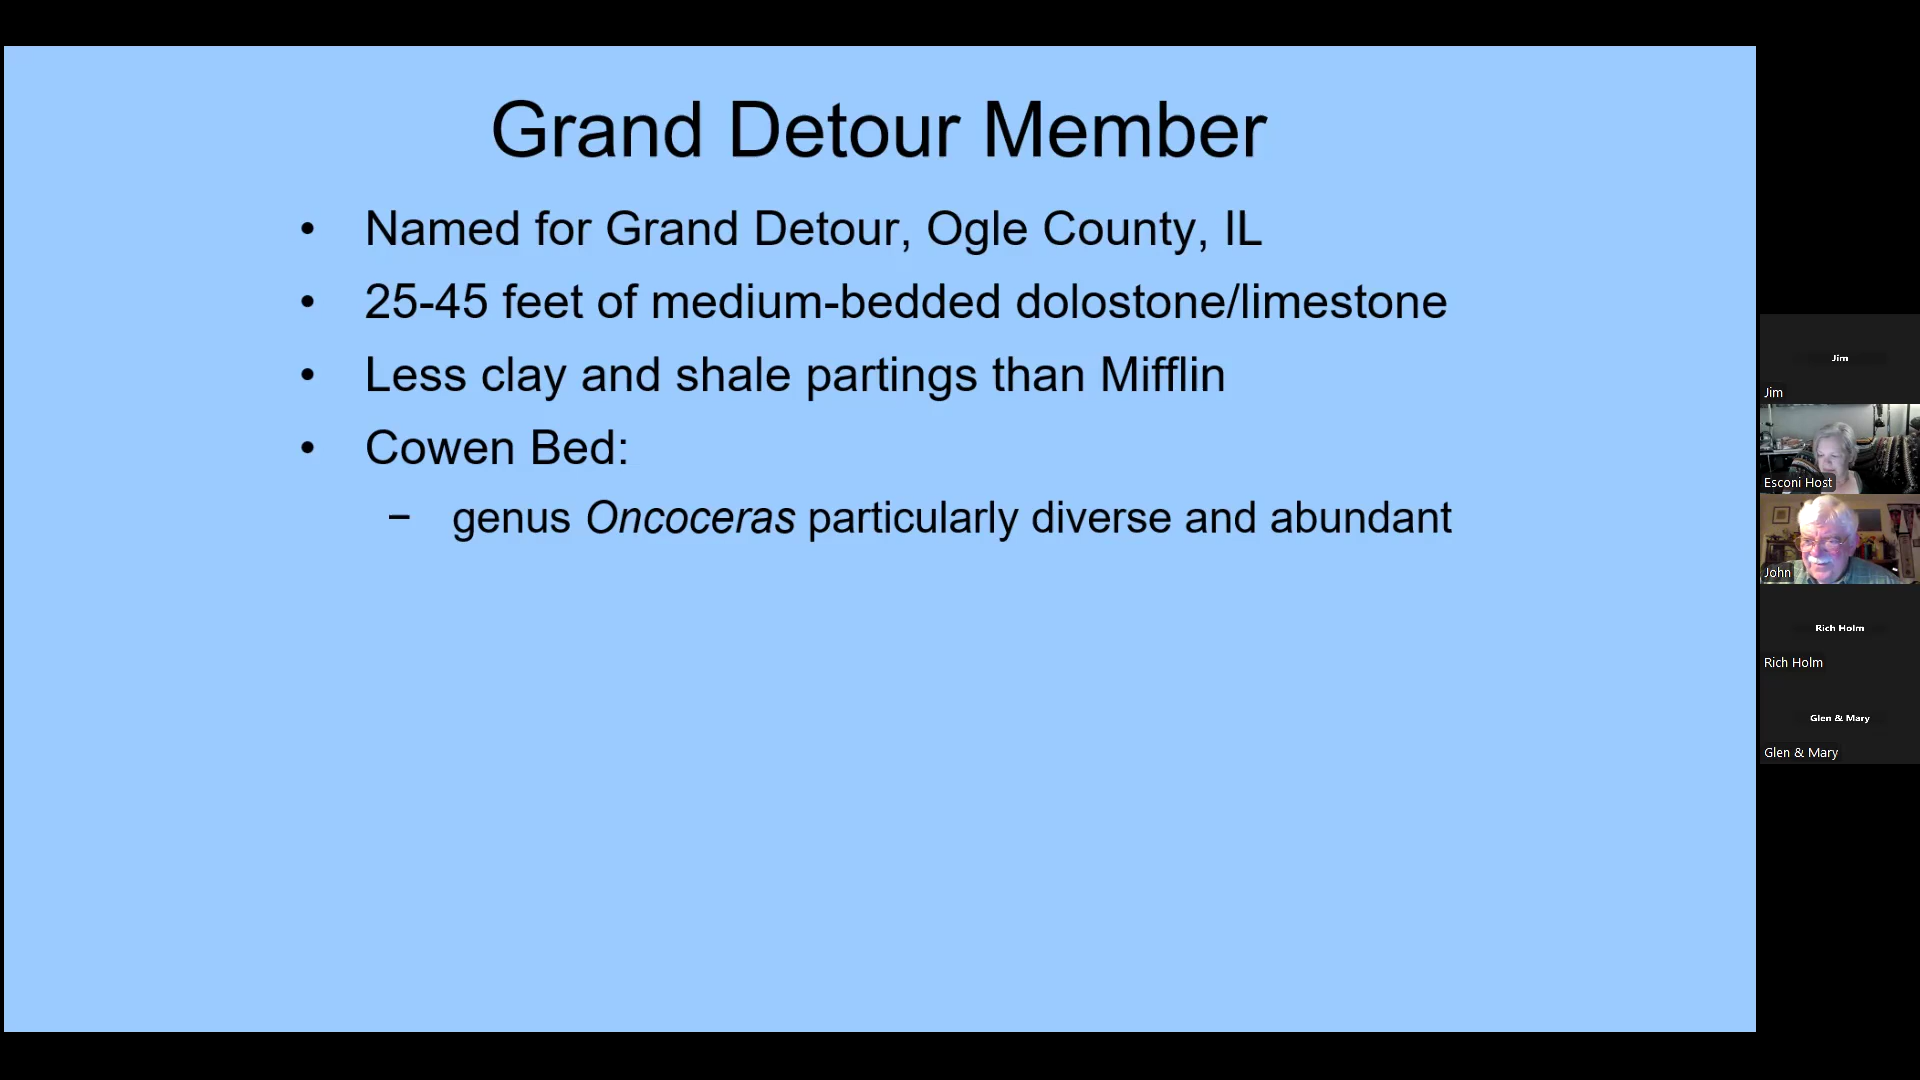 Grand Detour Member
• Named for Grand Detour, Ogle County, IL
• 25-45 feet of medium-bedded dolostone/limestone
• Less clay and shale partings than Mifflin
• Cowen Bed:
– genus Oncoceras particularly diverse and abundant
Jim
Jim
Esconi Host
John
Rich Holm
Rich Holm
Glen & Mary
Glen & Mary